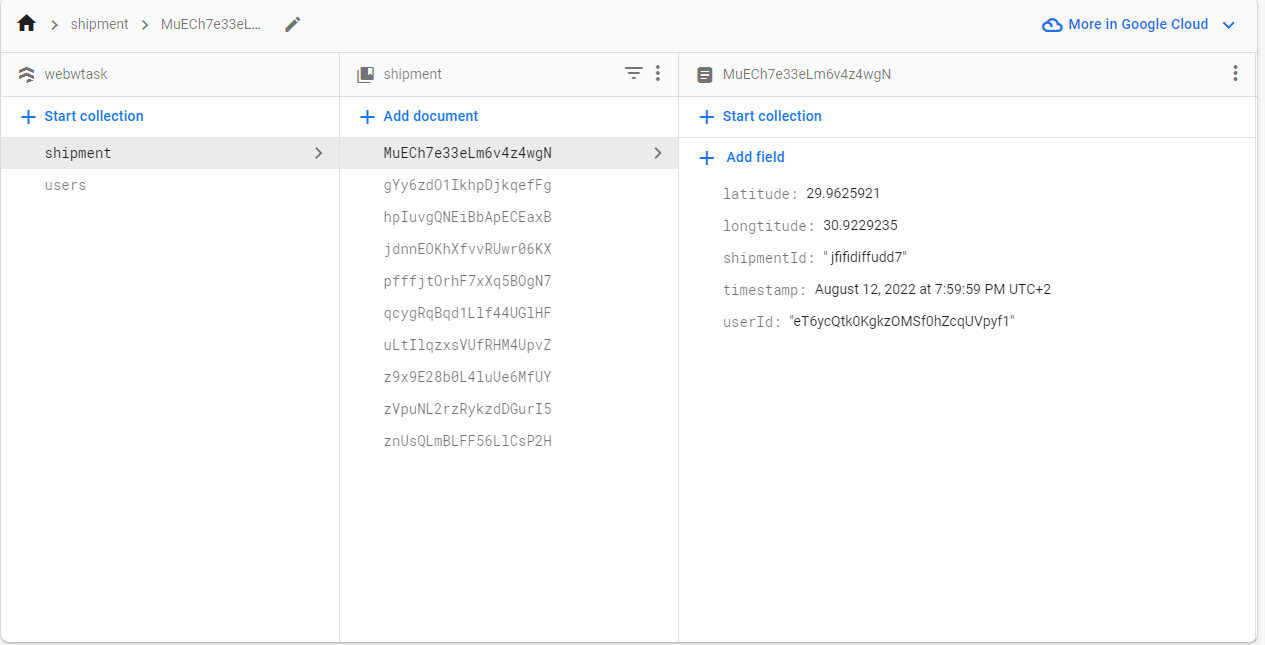 shipment MuECh7e33eL... More in Google Cloud
webwtask
Start collection
shipment
users
shipment
Add document
MuECh7e33eLm6v4z4wgN
gYy6zdO1IkhpDjkqefFg
hpIuvgQNEiBbApECEaxB
jdnnEOKhXfvvRUwr06KX
pfffjtOrhF7xXq5BOgN7
qcygRqBqd1Llf44UGlHF
uLtIlqzxsVUfRHM4UpvZ
z9x9E28b0L4luUe6MfUY
zVpuNL2rzRykzdDGurI5
znUsQLmBLFF56LlCsP2H
MuECh7e33eLm6v4z4wgN
Start collection
Add field
latitude: 29.9625921
longtitude: 30.9229235
shipmentId: "jfifidiffudd7"
timestamp: August 12, 2022 at 7:59:59 PM UTC+2
userId: "eT6ycQtk0KgkzOMSf0hZcqUVpyf1"